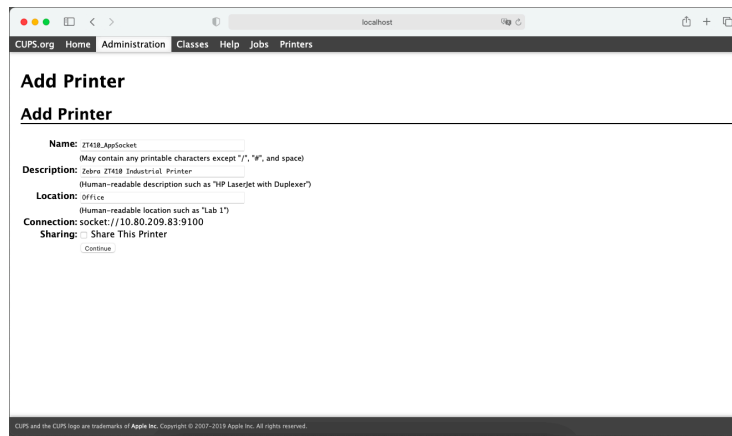 localhost
CUPS.org Home Administration Classes Help Jobs Printers
Add Printer
Add Printer
Name: ZT410_AppSocket
(May contain any printable characters except "/", "#", and space)
Description: Zebra ZT410 Industrial Printer
(Human-readable description such as "HP LaserJet with Duplexer")
Location: Office
(Human-readable location such as "Lab 1")
Connection: socket://10.80.209.83:9100
Sharing: Share This Printer
Continue
CUPS and the CUPS logo are trademarks of Apple Inc. Copyright © 2007-2019 Apple Inc. All rights reserved.